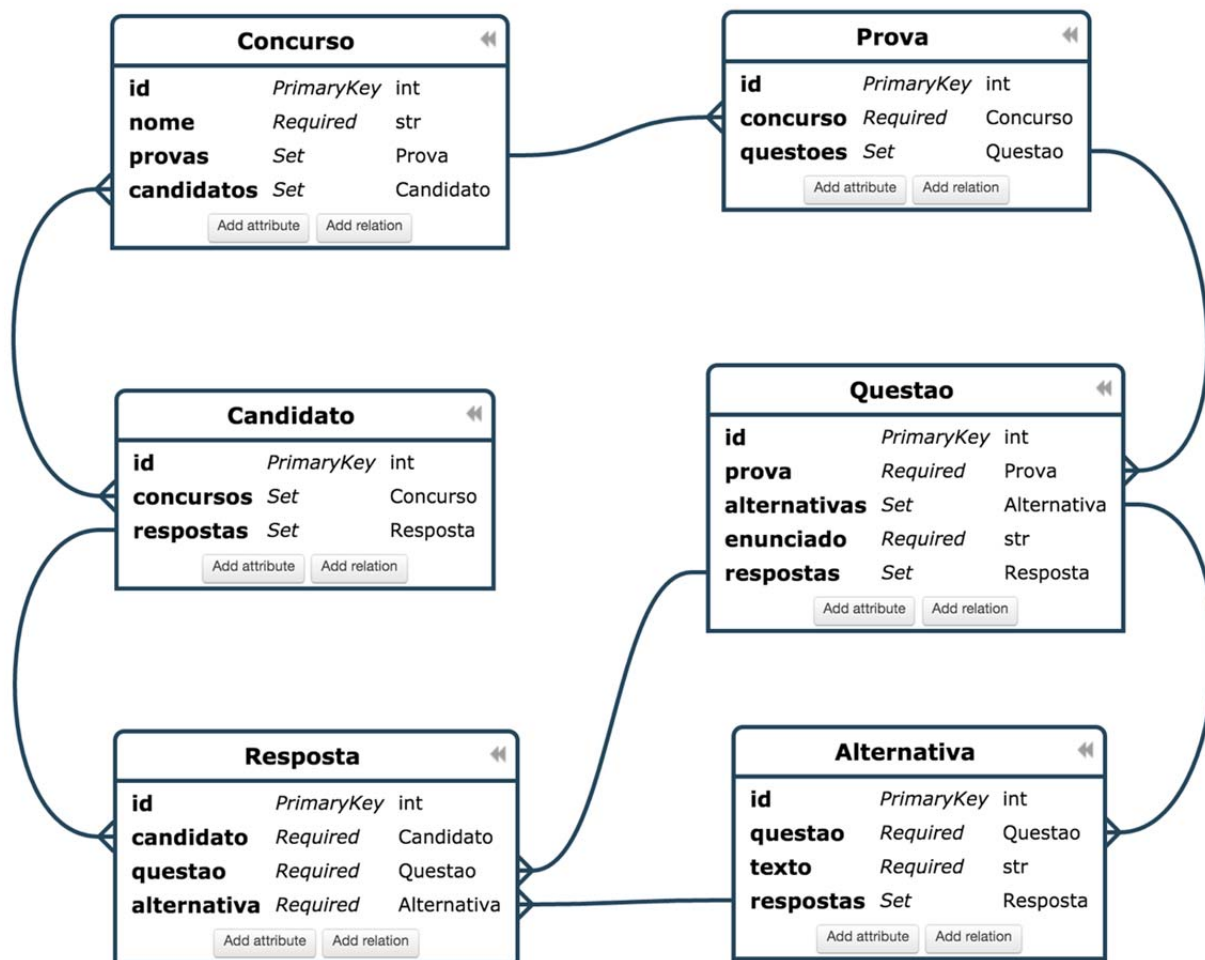 Concurso
id PrimaryKey int
nome Required str
provas Set Prova
candidatos Set Candidato
Add attribute Add relation
Prova
id PrimaryKey int
concurso Required Concurso
questoes Set Questao
Add attribute Add relation
Candidato
id PrimaryKey int
concursos Set Concurso
respostas Set Resposta
Add attribute Add relation
Questao
id PrimaryKey int
prova Required Prova
alternativas Set Alternativa
enunciado Required str
respostas Set Resposta
Add attribute Add relation
Resposta
id PrimaryKey int
candidato Required Candidato
questao Required Questao
alternativa Required Alternativa
Add attribute Add relation
Alternativa
id PrimaryKey int
questao Required Questao
texto Required str
respostas Set Resposta
Add attribute Add relation